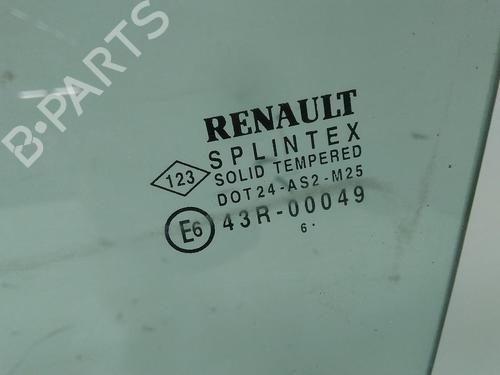 B-PARTS
RENAULT
SPLINTEX
123 SOLID TEMPERED
DOT24-AS2-M25
E6 43R-00049
6.